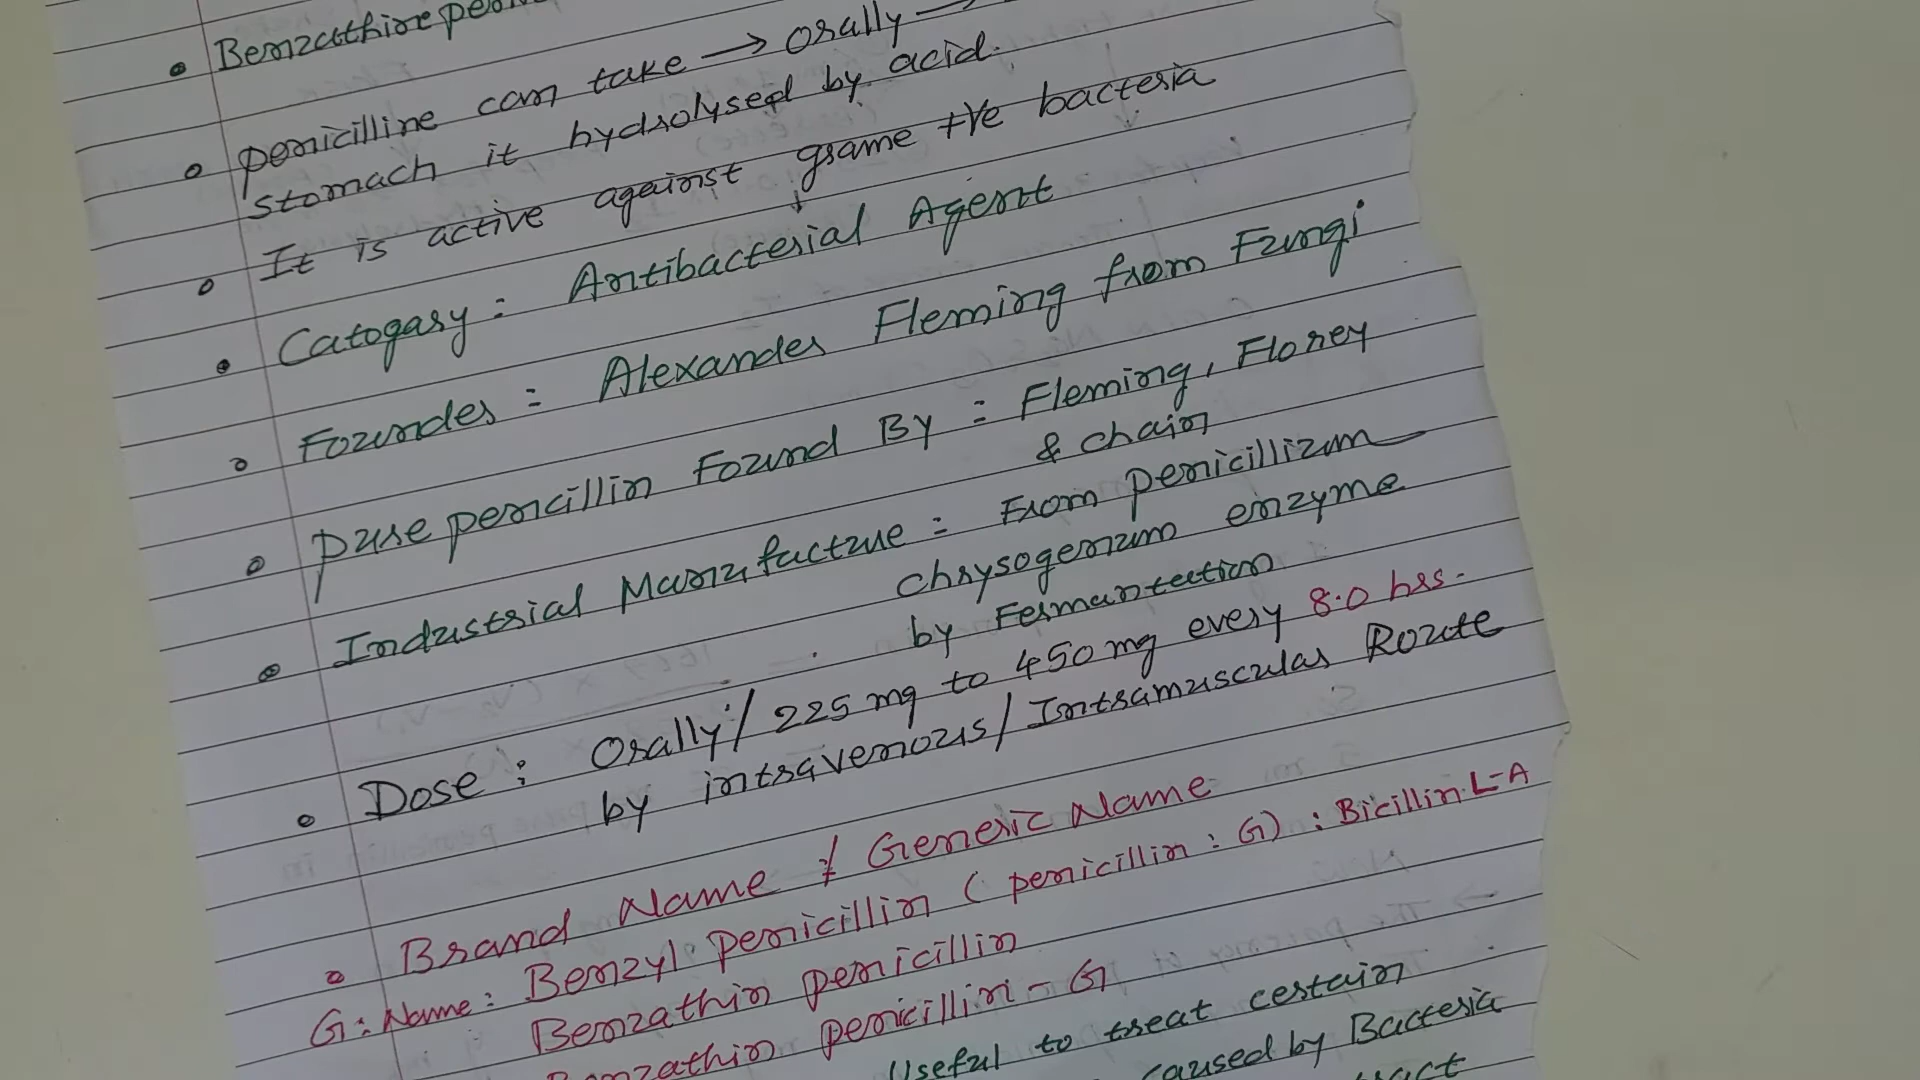 Benzathine
penicilline can take → orally →
stomach it hydrolysed by acid.
It is active against grame +ve bacteria
Catogary : Antibacterial Agent
Founder : Alexander Fleming from Fungi
Pure pencillin Found By : Fleming, Florey
& chain
Industrial Manufacture : From penicillium
chrysogenum enzyme
by Fermantation
Dose : Orally / 225 mg to 450 mg every 8.0 hrs.
by intravenous / Intramuscular Route
Brand Name & Generic Name
G: Name : Benzyl penicillin ( penicillin : G) : Bicillin L-A
Benzathin penicillin
Benzathin penicillin - G
Useful to treat certain
caused by Bacteria